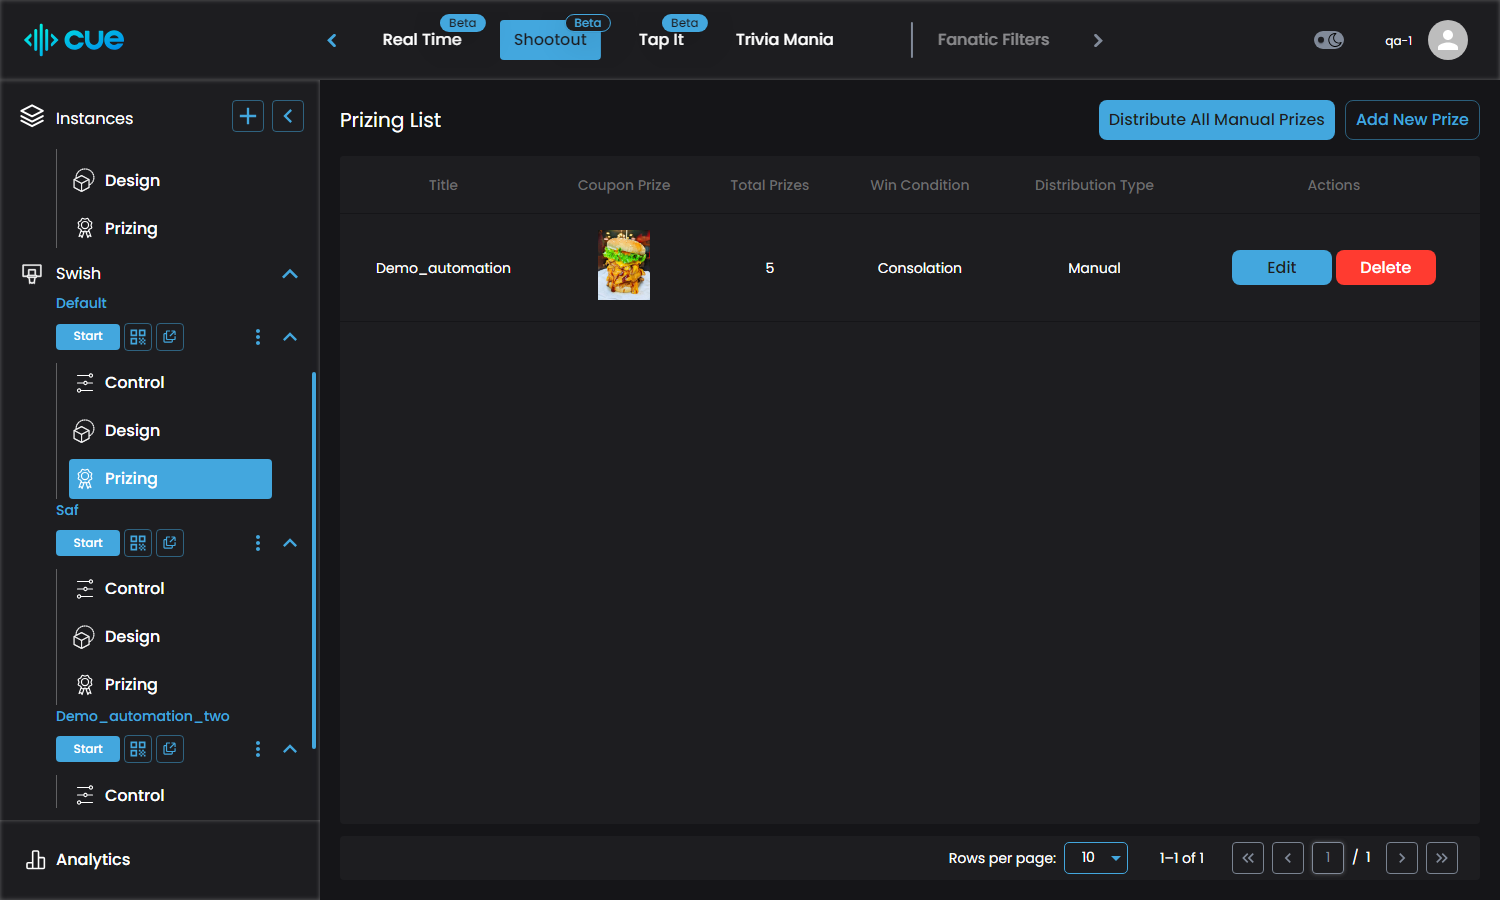 cue
Real Time
Beta
Shootout
Beta
Tap It
Beta
Trivia Mania
Fanatic Filters
qa-1
Instances
Design
Prizing
Swish
Default
Start
Control
Design
Prizing
Saf
Start
Control
Design
Prizing
Demo_automation_two
Start
Control
Analytics
Prizing List
Distribute All Manual Prizes
Add New Prize
Title Coupon Prize Total Prizes Win Condition Distribution Type Actions
Demo_automation 5 Consolation Manual Edit Delete
Rows per page: 10 1-1 of 1 1 / 1